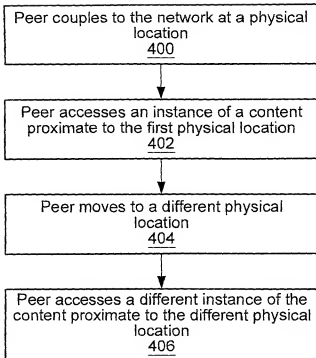 Peer couples to the network at a physical
location
400
Peer accesses an instance of a content
proximate to the first physical location
402
Peer moves to a different physical
location
404
Peer accesses a different instance of the
content proximate to the different physical
location
406